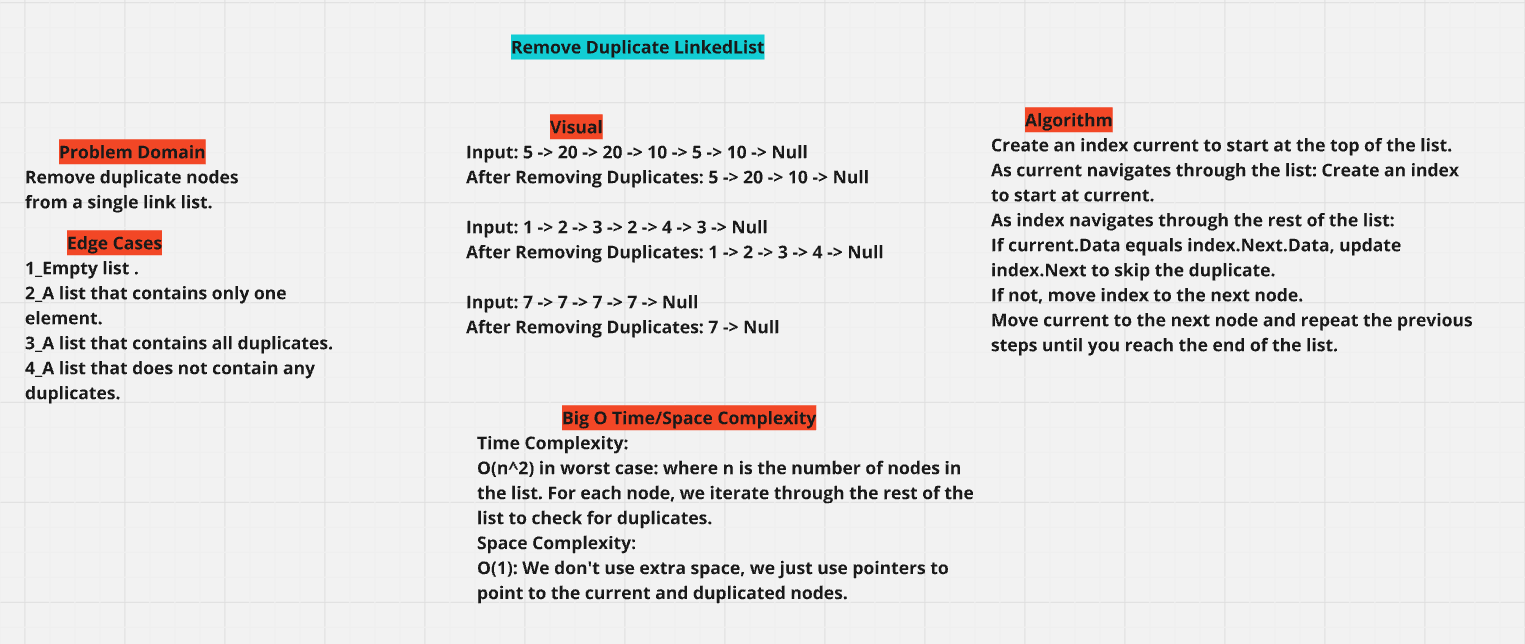 Remove Duplicate LinkedList
Problem Domain
Remove duplicate nodes
from a single link list.
Edge Cases
1_Empty list .
2_A list that contains only one
element.
3_A list that contains all duplicates.
4_A list that does not contain any
duplicates.
Visual
Input: 5 -> 20 -> 20 -> 10 -> 5 -> 10 -> Null
After Removing Duplicates: 5 -> 20 -> 10 -> Null
Input: 1 -> 2 -> 3 -> 2 -> 4 -> 3 -> Null
After Removing Duplicates: 1 -> 2 -> 3 -> 4 -> Null
Input: 7 -> 7 -> 7 -> 7 -> Null
After Removing Duplicates: 7 -> Null
Big O Time/Space Complexity
Time Complexity:
O(n^2) in worst case: where n is the number of nodes in
the list. For each node, we iterate through the rest of the
list to check for duplicates.
Space Complexity:
O(1): We don't use extra space, we just use pointers to
point to the current and duplicated nodes.
Algorithm
Create an index current to start at the top of the list.
As current navigates through the list: Create an index
to start at current.
As index navigates through the rest of the list:
If current.Data equals index.Next.Data, update
index.Next to skip the duplicate.
If not, move index to the next node.
Move current to the next node and repeat the previous
steps until you reach the end of the list.